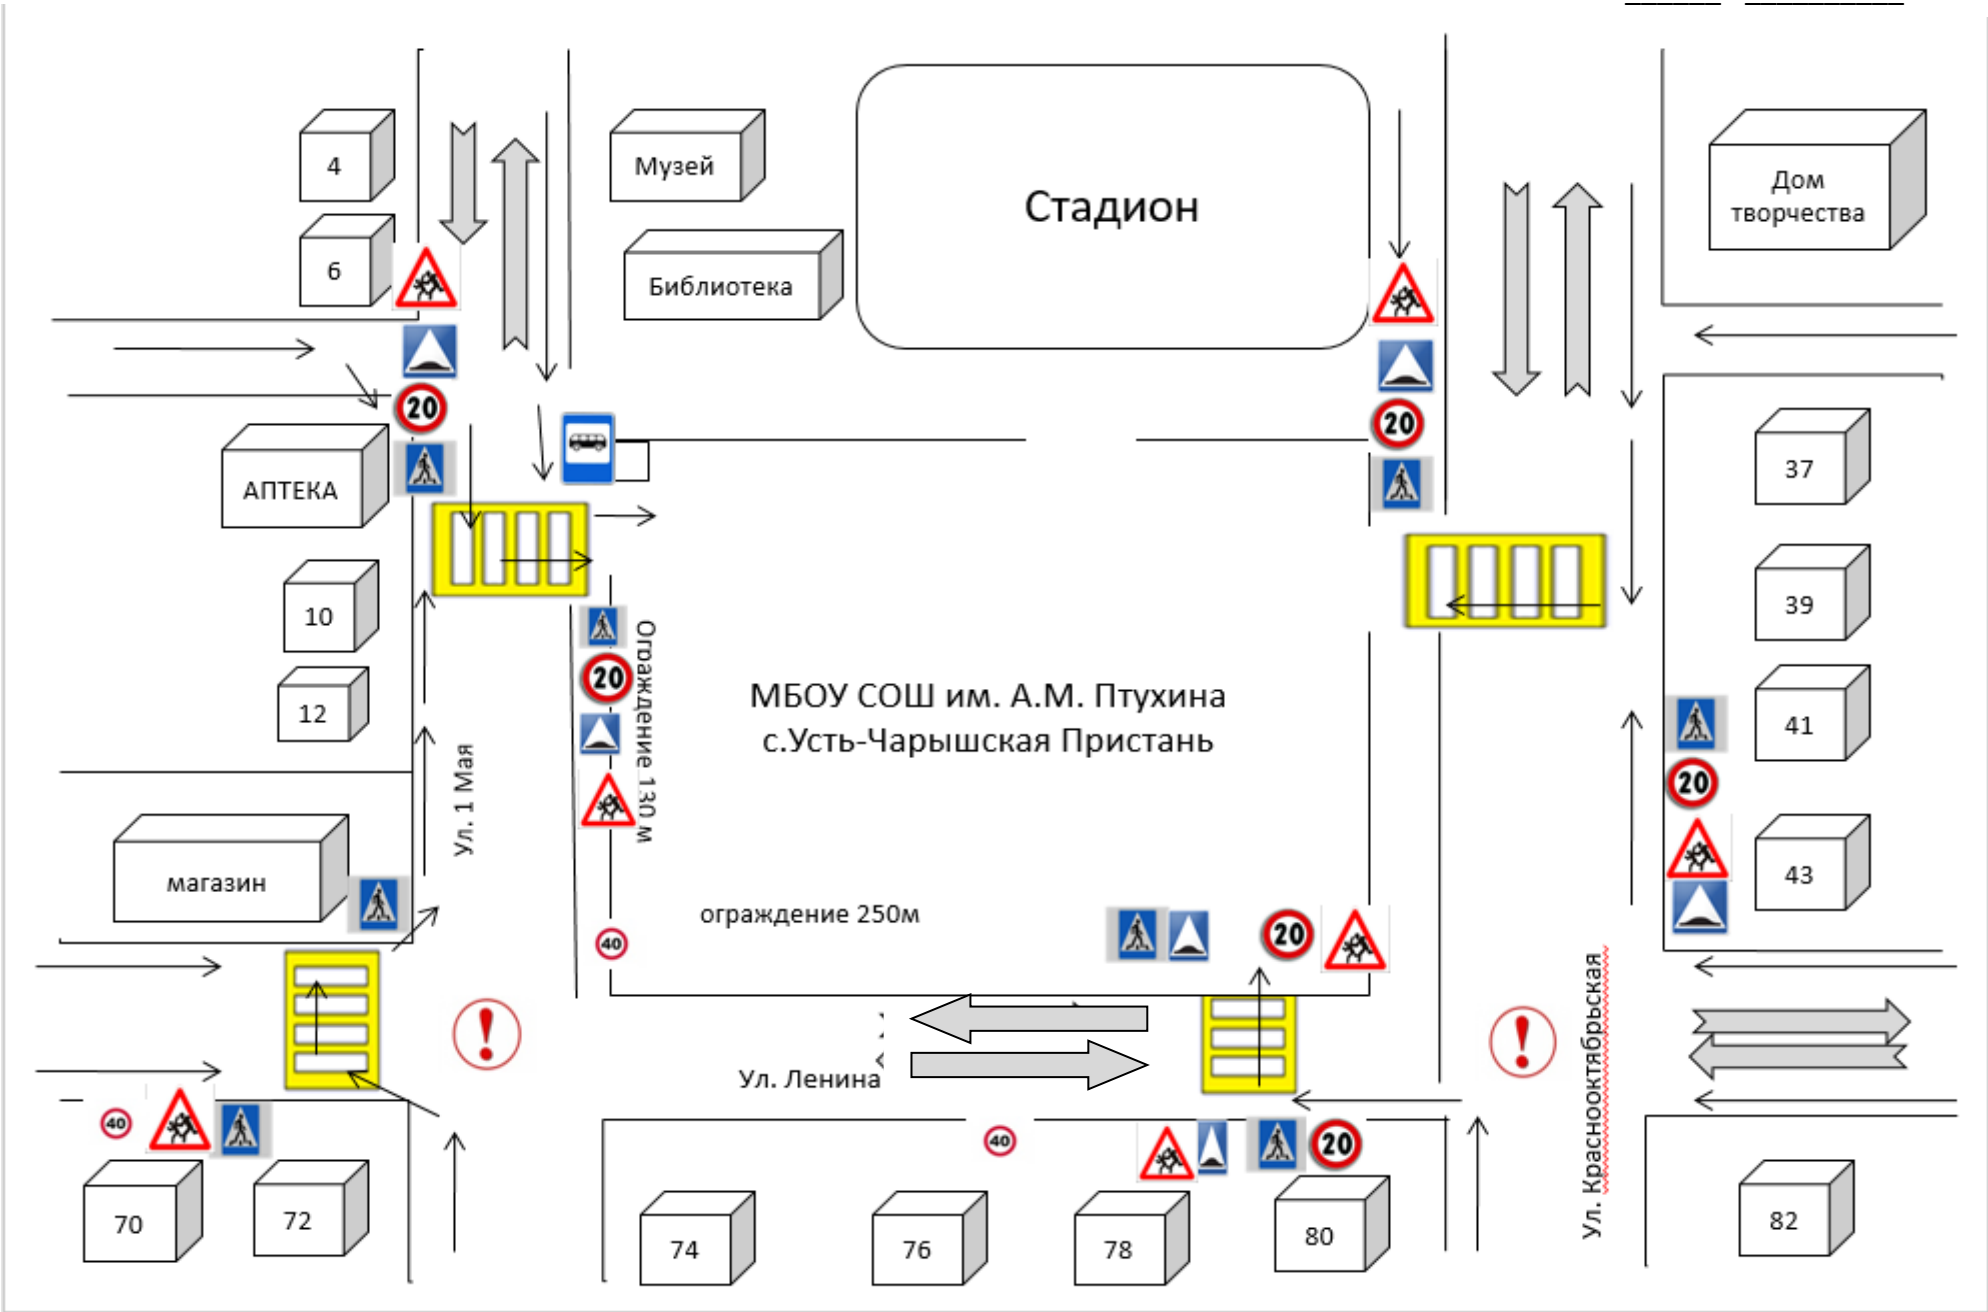 4
Музей
Стадион
Дом
творчества
6
Библиотека
20
20
37
АПТЕКА
10
39
20
Ограждение 130 м
МБОУ СОШ им. А.М. Птухина
с.Усть-Чарышская Пристань
12
41
20
Ул. 1 Мая
магазин
43
ограждение 250м
40
20
Ул. Ленина
Ул. Краснооктябрьская
40
40
20
70
72
74
76
78
80
82